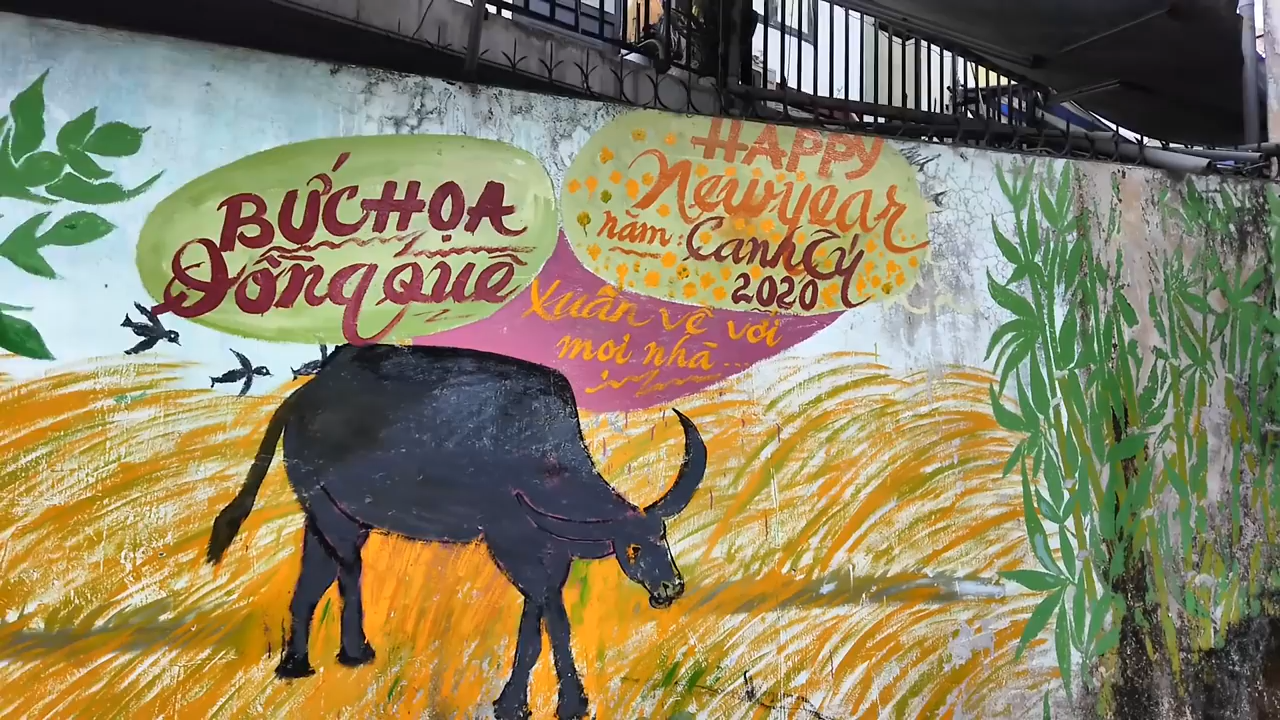 BỨC HỌA
Đồng quê
HAPPY
New year
năm: Canh Tý
2020
Xuân về với
mọi nhà